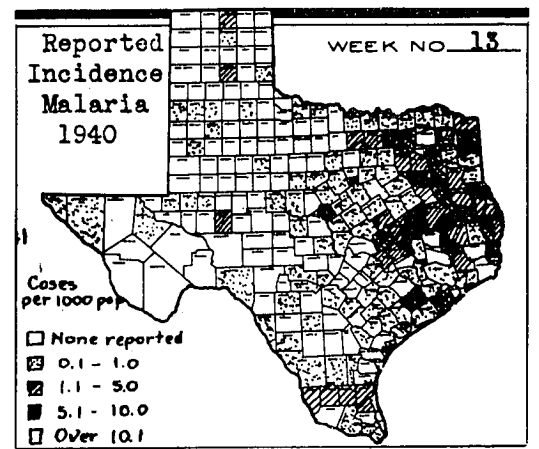 Reported
Incidence
Malaria
1940
WEEK NO 13
Cases
per 1000 pop
None reported
0.1 - 1.0
1.1 - 5.0
5.1 - 10.0
Over 10.1